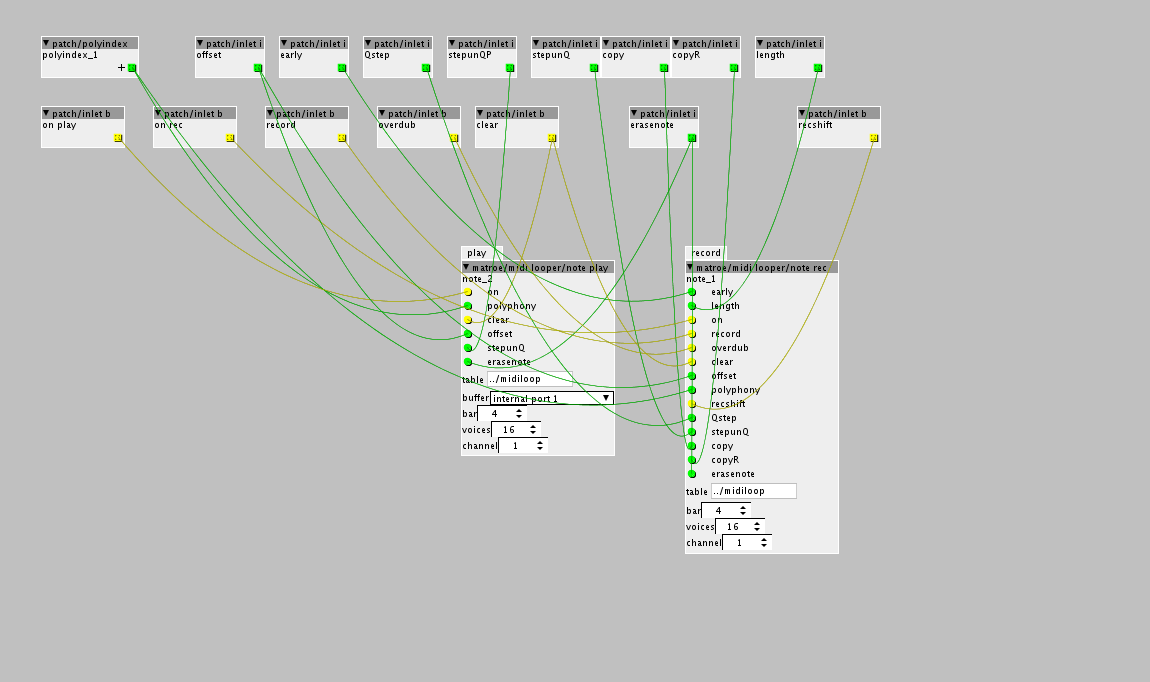 patch/polyindex
polyindex_1
+
patch/inlet i
offset
patch/inlet i
early
patch/inlet i
Qstep
patch/inlet i
stepunQP
patch/inlet i
stepunQ
patch/inlet i
copy
patch/inlet i
copyR
patch/inlet i
length
patch/inlet b
on play
patch/inlet b
on rec
patch/inlet b
record
patch/inlet b
overdub
patch/inlet b
clear
patch/inlet i
erasenote
patch/inlet b
recshift
play
matroe/midi looper/note play
note_2
on
polyphony
clear
offset
stepunQ
erasenote
table ../midiloop
buffer internal port 1
bar 4
voices 16
channel 1
record
matroe/midi looper/note rec
note_1
early
length
on
record
overdub
clear
offset
polyphony
recshift
Qstep
stepunQ
copy
copyR
erasenote
table ../midiloop
bar 4
voices 16
channel 1